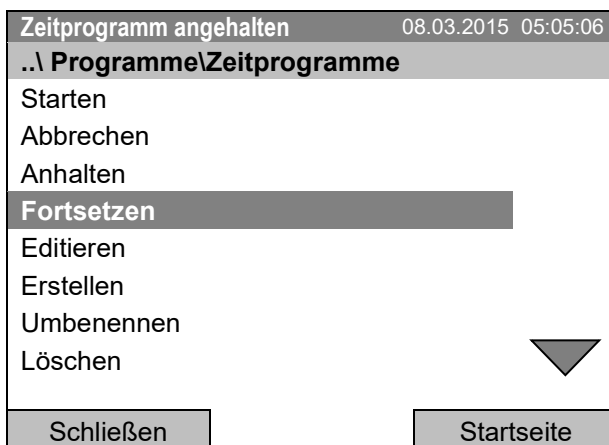 Zeitprogramm angehalten 08.03.2015 05:05:06
..\ Programme\Zeitprogramme
Starten
Abbrechen
Anhalten
Fortsetzen
Editieren
Erstellen
Umbenennen
Löschen
Schließen Startseite